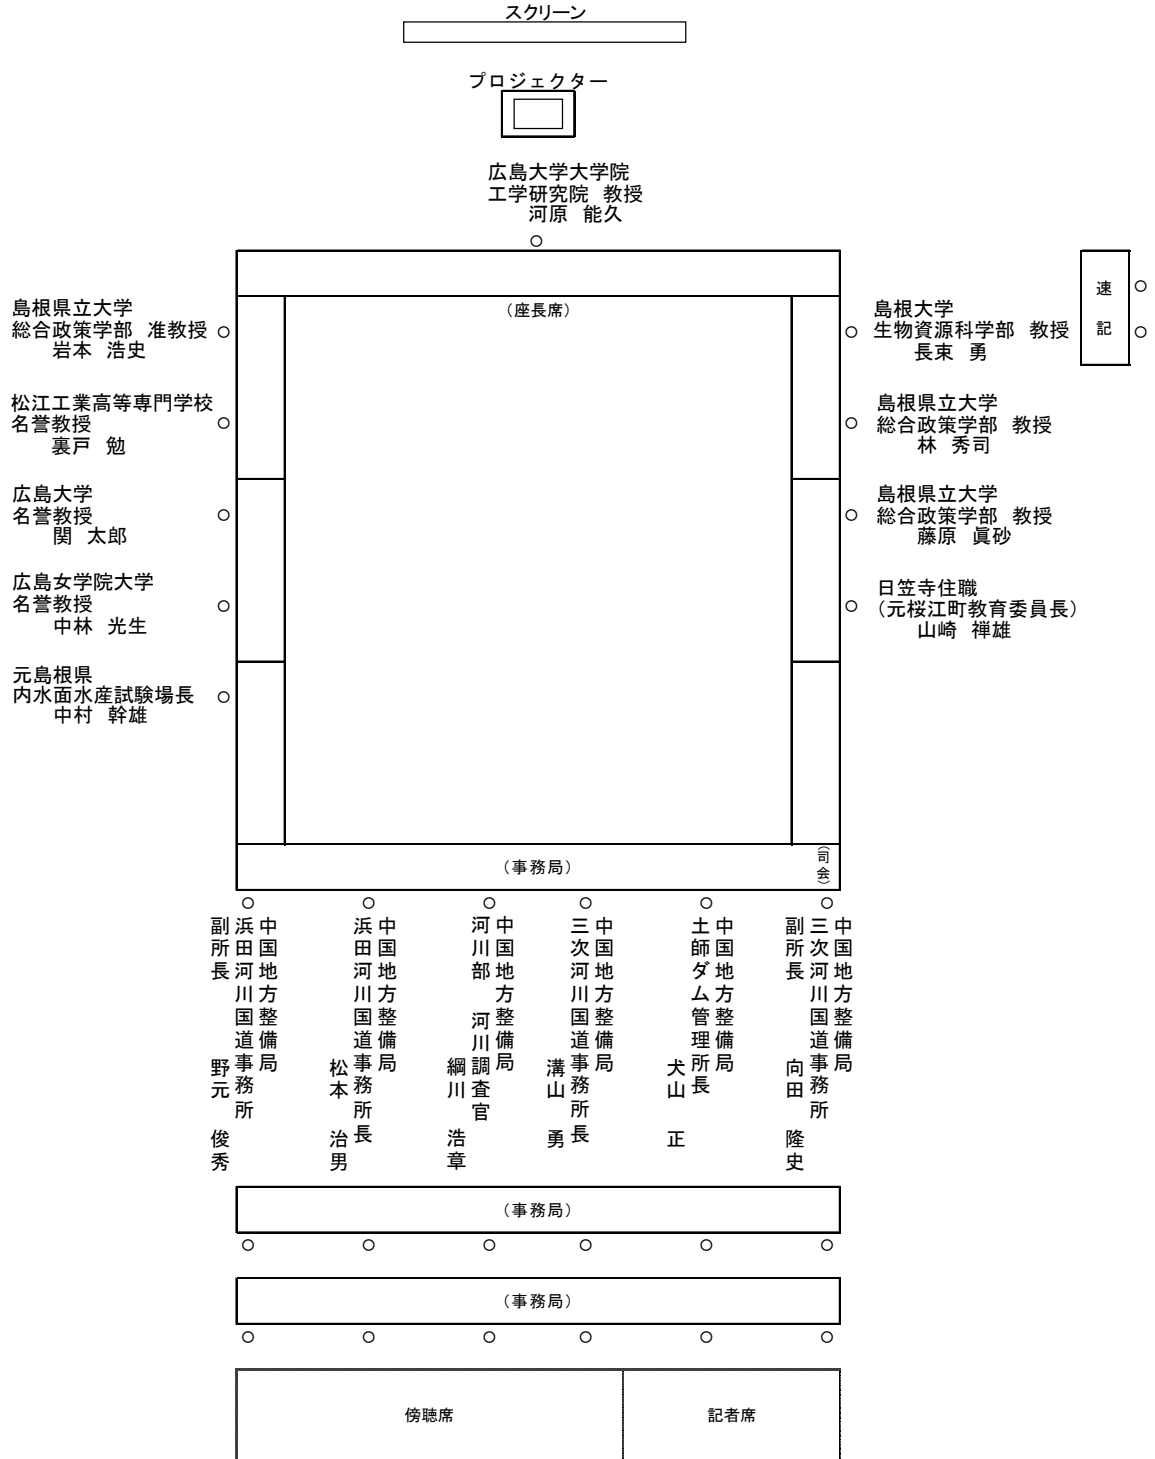 スクリーン
プロジェクター
広島大学大学院
工学研究院 教授
河原 能久
(座長席)
島根県立大学
総合政策学部 准教授
岩本 浩史
松江工業高等専門学校
名誉教授
裏戸 勉
広島大学
名誉教授
関 太郎
広島女学院大学
名誉教授
中林 光生
元島根県
内水面水産試験場長
中村 幹雄
島根大学
生物資源科学部 教授
長束 勇
島根県立大学
総合政策学部 教授
林 秀司
島根県立大学
総合政策学部 教授
藤原 眞砂
日笠寺住職
(元桜江町教育委員長)
山崎 禅雄
速記
(事務局)
(司会)
中国地方整備局
浜田河川国道事務所
副所長 野元 俊秀
中国地方整備局
浜田河川国道事務所長
松本 治男
中国地方整備局
河川部 河川調査官
綱川 浩章
中国地方整備局
三次河川国道事務所長
溝山 勇
中国地方整備局
土師ダム管理所長
犬山 正
中国地方整備局
三次河川国道事務所
副所長 向田 隆史
(事務局)
(事務局)
傍聴席
記者席